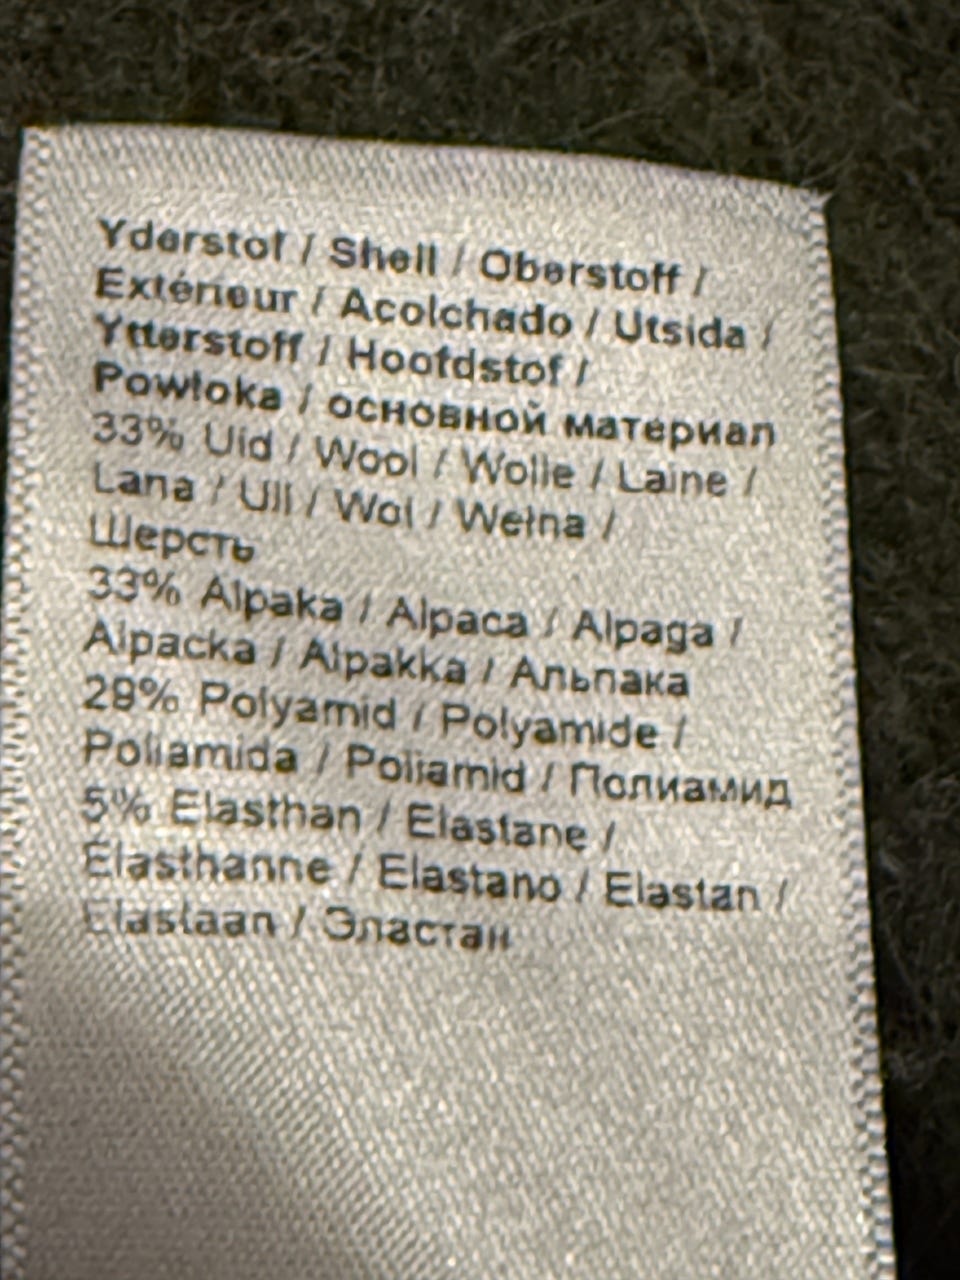 Yderstof / Shell / Oberstoff /
Extérieur / Acolchado / Utsida /
Ytterstoff / Hoofdstof /
Powłoka / основной материал
33% Uld / Wool / Wolle / Laine /
Lana / Ull / Wol / Wełna /
Шерсть
33% Alpaka / Alpaca / Alpaga /
Alpacka / Alpakka / Альпака
29% Polyamid / Polyamide /
Poliamida / Poliamid / Полиамид
5% Elasthan / Elastane /
Élasthanne / Elastano / Elastan /
Elastaan / Эластан